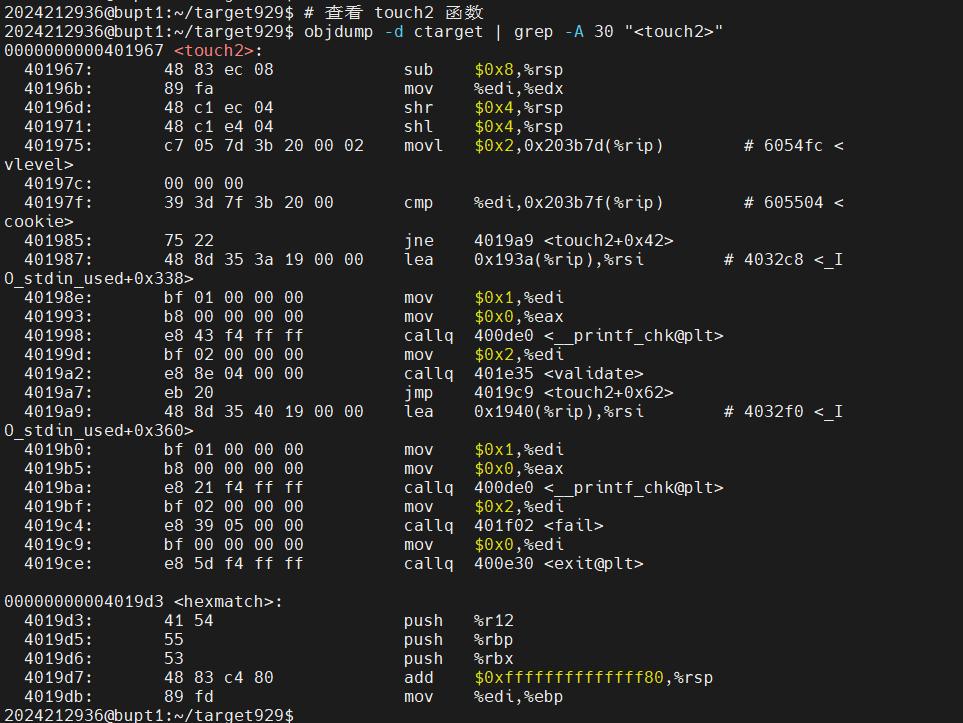 2024212936@bupt1:~/target929$ # 查看 touch2 函数
2024212936@bupt1:~/target929$ objdump -d ctarget | grep -A 30 "<touch2>"
0000000000401967 <touch2>:
  401967:       48 83 ec 08             sub    $0x8,%rsp
  40196b:       89 fa                   mov    %edi,%edx
  40196d:       48 c1 ec 04             shr    $0x4,%rsp
  401971:       48 c1 e4 04             shl    $0x4,%rsp
  401975:       c7 05 7d 3b 20 00 02    movl   $0x2,0x203b7d(%rip)        # 6054fc <
vlevel>
  40197c:       00 00 00
  40197f:       39 3d 7f 3b 20 00       cmp    %edi,0x203b7f(%rip)        # 605504 <
cookie>
  401985:       75 22                   jne    4019a9 <touch2+0x42>
  401987:       48 8d 35 3a 19 00 00    lea    0x193a(%rip),%rsi        # 4032c8 <_I
O_stdin_used+0x338>
  40198e:       bf 01 00 00 00          mov    $0x1,%edi
  401993:       b8 00 00 00 00          mov    $0x0,%eax
  401998:       e8 43 f4 ff ff          callq  400de0 <__printf_chk@plt>
  40199d:       bf 02 00 00 00          mov    $0x2,%edi
  4019a2:       e8 8e 04 00 00          callq  401e35 <validate>
  4019a7:       eb 20                   jmp    4019c9 <touch2+0x62>
  4019a9:       48 8d 35 40 19 00 00    lea    0x1940(%rip),%rsi        # 4032f0 <_I
O_stdin_used+0x360>
  4019b0:       bf 01 00 00 00          mov    $0x1,%edi
  4019b5:       b8 00 00 00 00          mov    $0x0,%eax
  4019ba:       e8 21 f4 ff ff          callq  400de0 <__printf_chk@plt>
  4019bf:       bf 02 00 00 00          mov    $0x2,%edi
  4019c4:       e8 39 05 00 00          callq  401f02 <fail>
  4019c9:       bf 00 00 00 00          mov    $0x0,%edi
  4019ce:       e8 5d f4 ff ff          callq  400e30 <exit@plt>

00000000004019d3 <hexmatch>:
  4019d3:       41 54                   push   %r12
  4019d5:       55                      push   %rbp
  4019d6:       53                      push   %rbx
  4019d7:       48 83 c4 80             add    $0xffffffffffffff80,%rsp
  4019db:       89 fd                   mov    %edi,%ebp
2024212936@bupt1:~/target929$